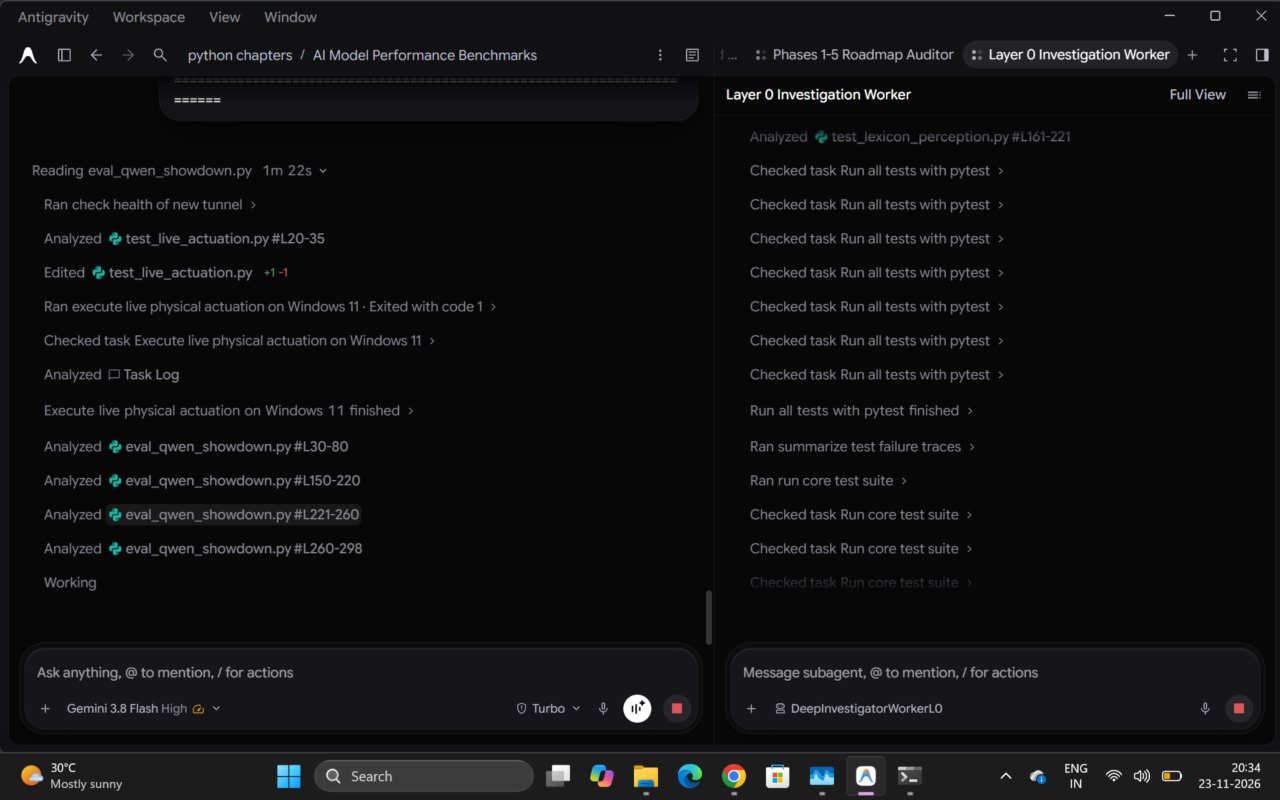 Antigravity Workspace View Window
python chapters / AI Model Performance Benchmarks
... Phases 1-5 Roadmap Auditor Layer 0 Investigation Worker +
======================================================================
======
Reading eval_qwen_showdown.py 1m 22s
Ran check health of new tunnel >
Analyzed test_live_actuation.py #L20-35
Edited test_live_actuation.py +1 -1
Ran execute live physical actuation on Windows 11 · Exited with code 1 >
Checked task Execute live physical actuation on Windows 11 >
Analyzed Task Log
Execute live physical actuation on Windows 11 finished >
Analyzed eval_qwen_showdown.py #L30-80
Analyzed eval_qwen_showdown.py #L150-220
Analyzed eval_qwen_showdown.py #L221-260
Analyzed eval_qwen_showdown.py #L260-298
Working
Ask anything, @ to mention, / for actions
+ Gemini 3.8 Flash High
Turbo
Layer 0 Investigation Worker
Full View
Analyzed test_lexicon_perception.py #L161-221
Checked task Run all tests with pytest >
Checked task Run all tests with pytest >
Checked task Run all tests with pytest >
Checked task Run all tests with pytest >
Checked task Run all tests with pytest >
Checked task Run all tests with pytest >
Checked task Run all tests with pytest >
Run all tests with pytest finished >
Ran summarize test failure traces >
Ran run core test suite >
Checked task Run core test suite >
Checked task Run core test suite >
Checked task Run core test suite >
Message subagent, @ to mention, / for actions
+ DeepInvestigatorWorkerL0
30°C
Mostly sunny
Search
ENG
IN
20:34
23-11-2026